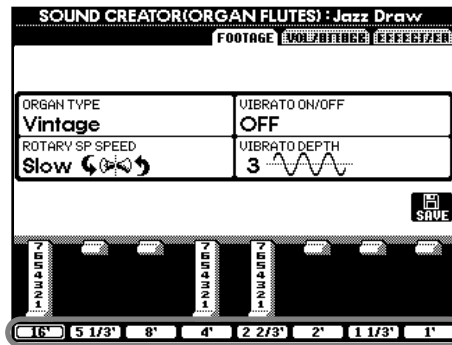 SOUND CREATOR(ORGAN FLUTES) : Jazz Draw
FOOTAGE VOL/ATTACK EFFECT/EQ
ORGAN TYPE VIBRATO ON/OFF
Vintage OFF
ROTARY SP SPEED VIBRATO DEPTH
Slow 3
SAVE
7 7 7
6 6 6
5 5 5
4 4 4
3 3 3
2 2 2
1 1 1
16' 5 1/3' 8' 4' 2 2/3' 2' 1 1/3' 1'